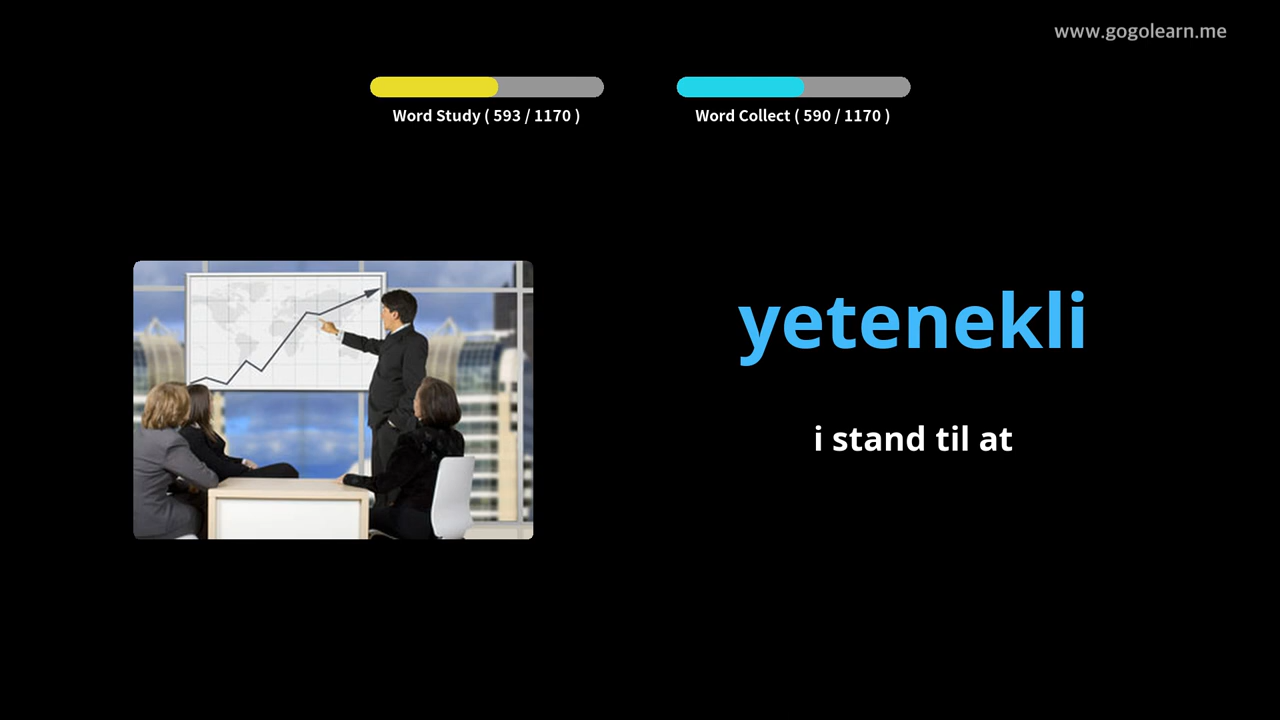 www.gogolearn.me
Word Study ( 593 / 1170 )
Word Collect ( 590 / 1170 )
yetenekli
i stand til at